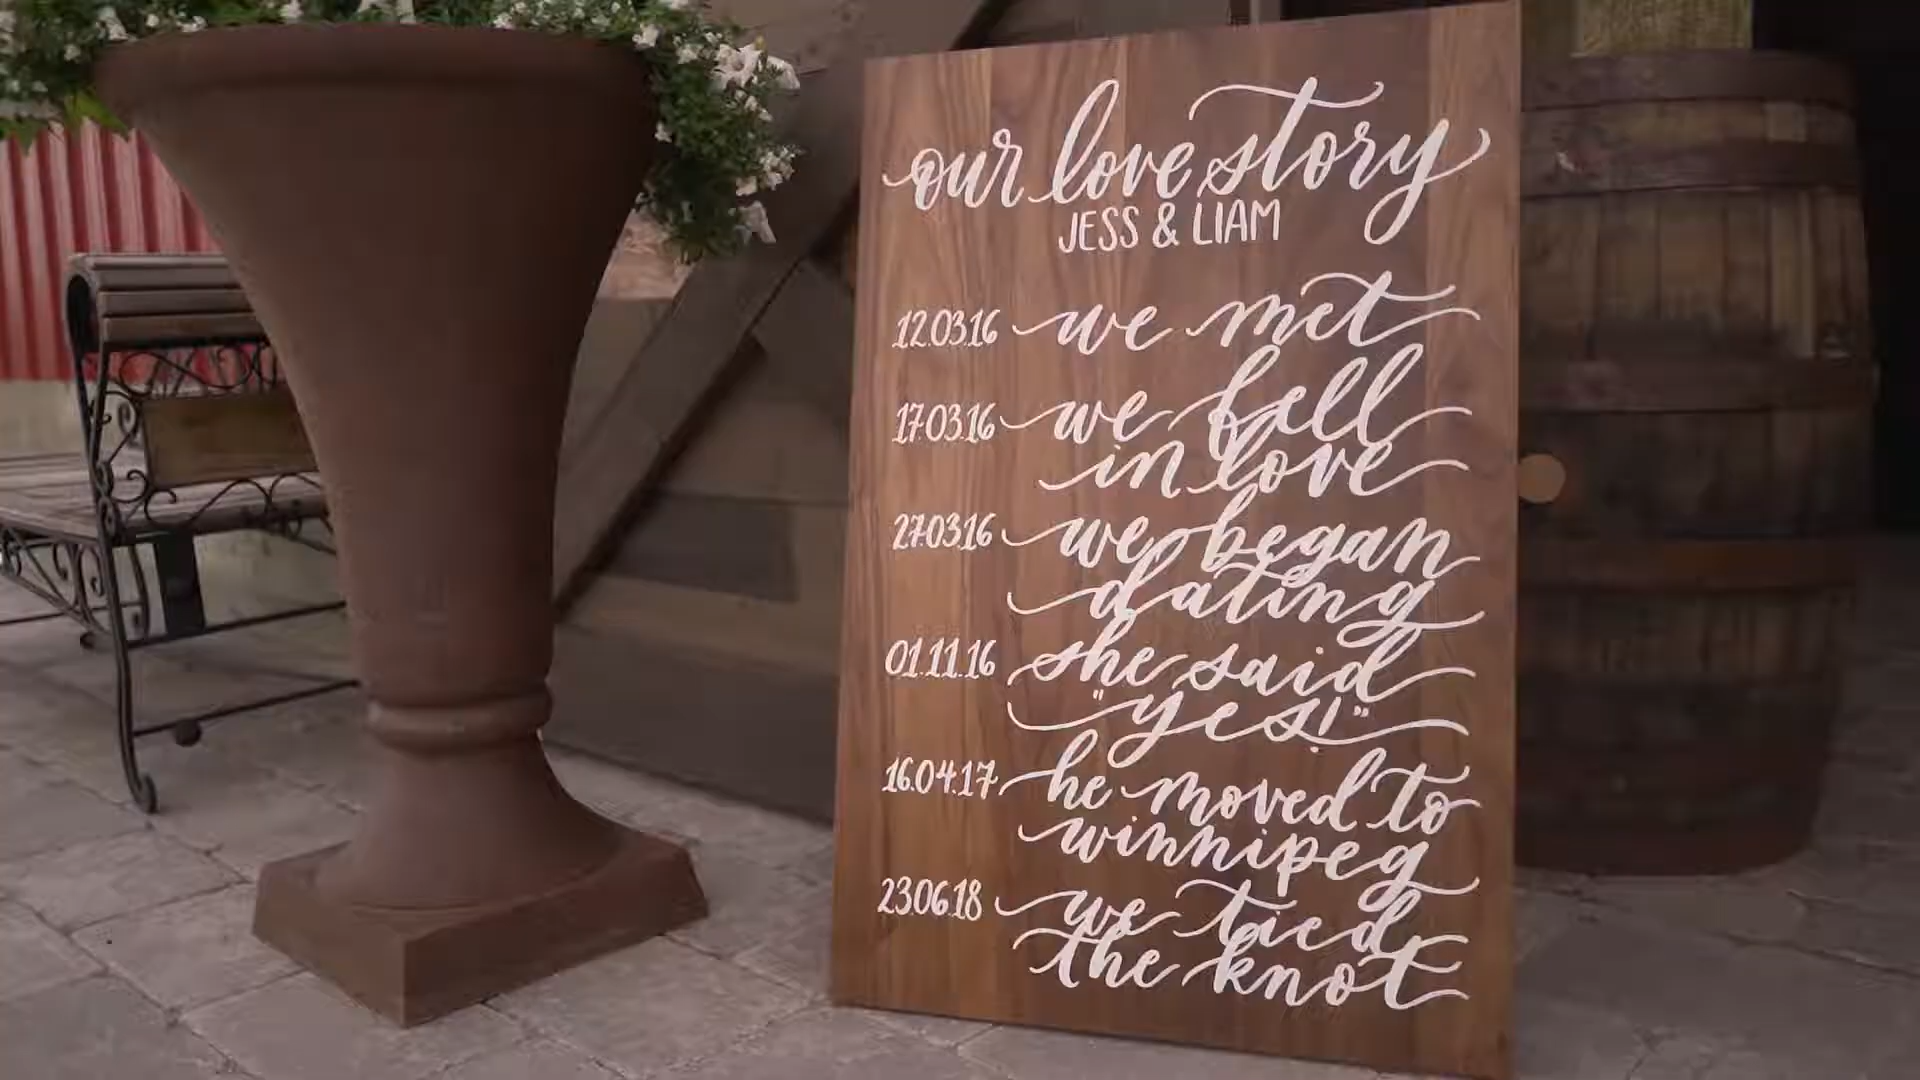 our love story
JESS & LIAM
12.03.16 we met
17.03.16 we fell
in love
27.03.16 we began
dating
01.11.16 she said
"yes!"
16.04.17 he moved to
winnipeg
23.06.18 we tied
the knot